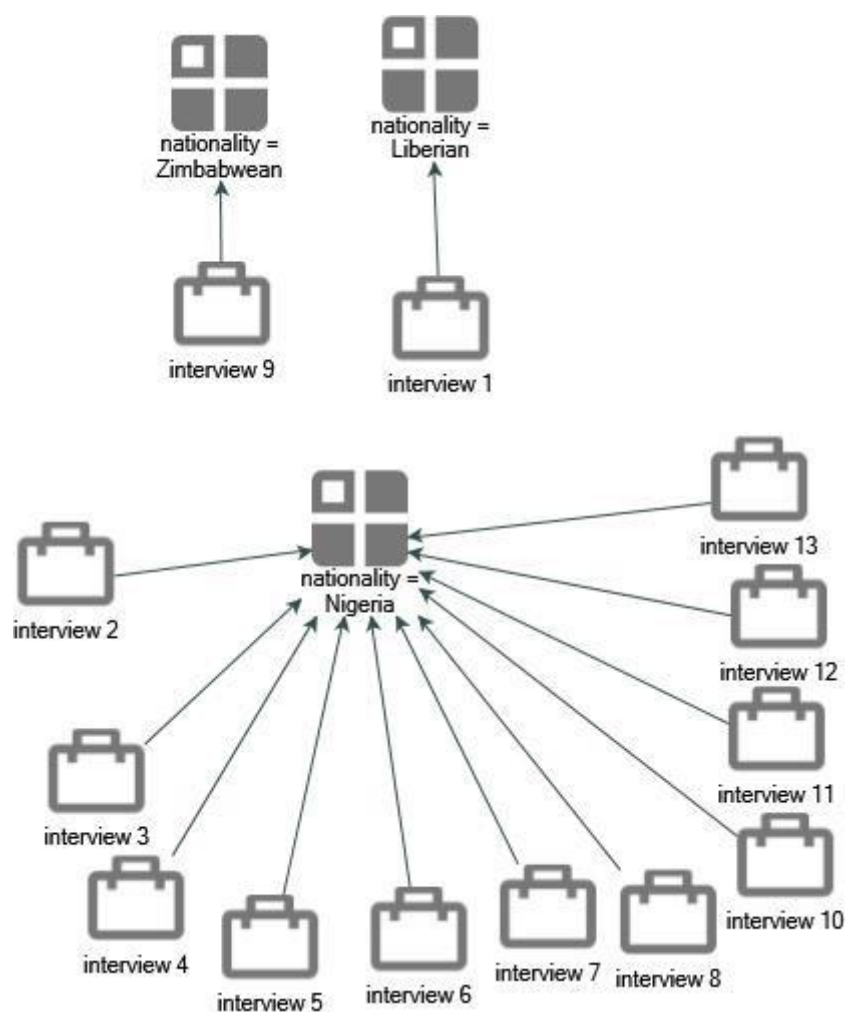 nationality =
Zimbabwean
nationality =
Liberian
interview 9
interview 1
nationality =
Nigeria
interview 13
interview 2
interview 12
interview 11
interview 3
interview 10
interview 4
interview 7
interview 8
interview 6
interview 5